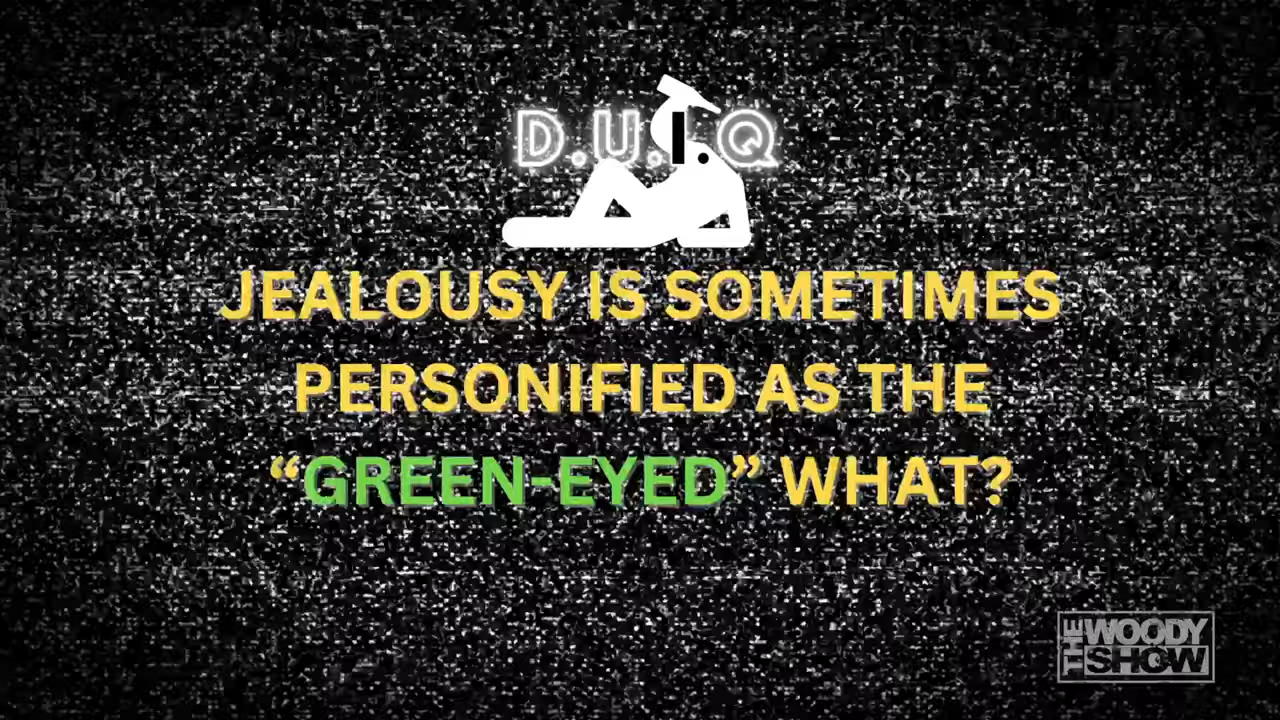 D.U.I.Q
JEALOUSY IS SOMETIMES
PERSONIFIED AS THE
“GREEN-EYED” WHAT?
THE WOODY
SHOW